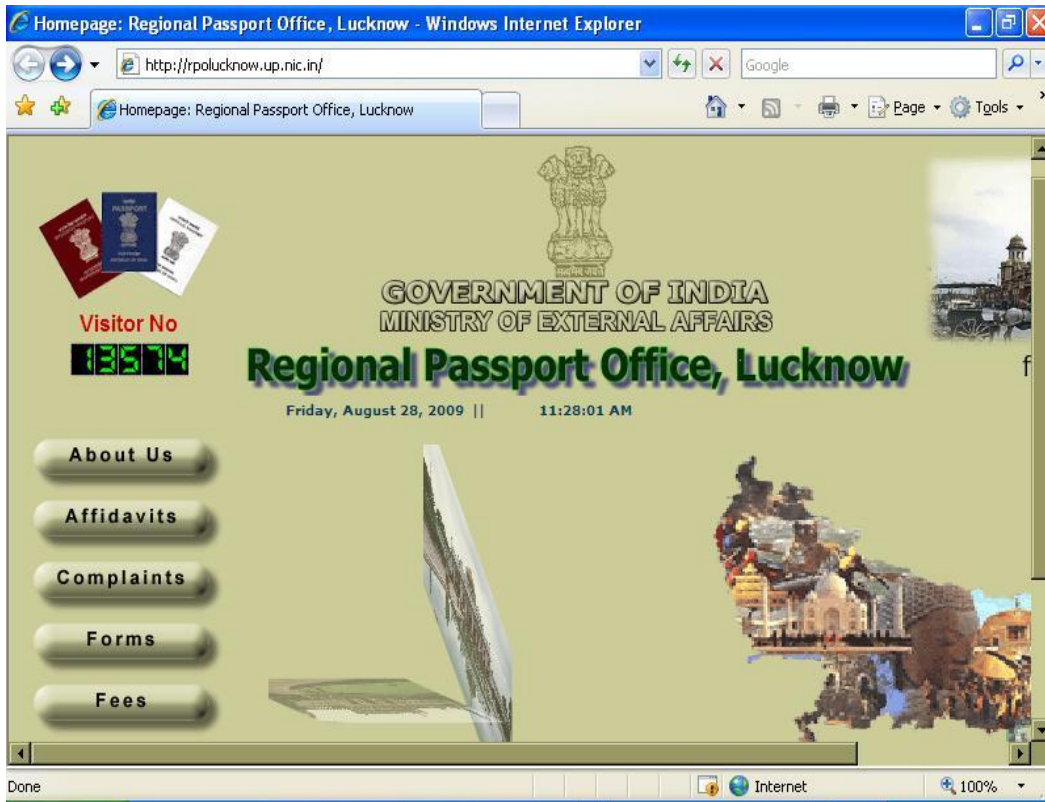 Homepage: Regional Passport Office, Lucknow - Windows Internet Explorer
http://rpolucknow.up.nic.in/
Google
Homepage: Regional Passport Office, Lucknow
Page
Tools
PASSPORT
GOVERNMENT OF INDIA
MINISTRY OF EXTERNAL AFFAIRS
Visitor No
13574
Regional Passport Office, Lucknow
f
Friday, August 28, 2009 || 11:28:01 AM
About Us
Affidavits
Complaints
Forms
Fees
Done
Internet
100%